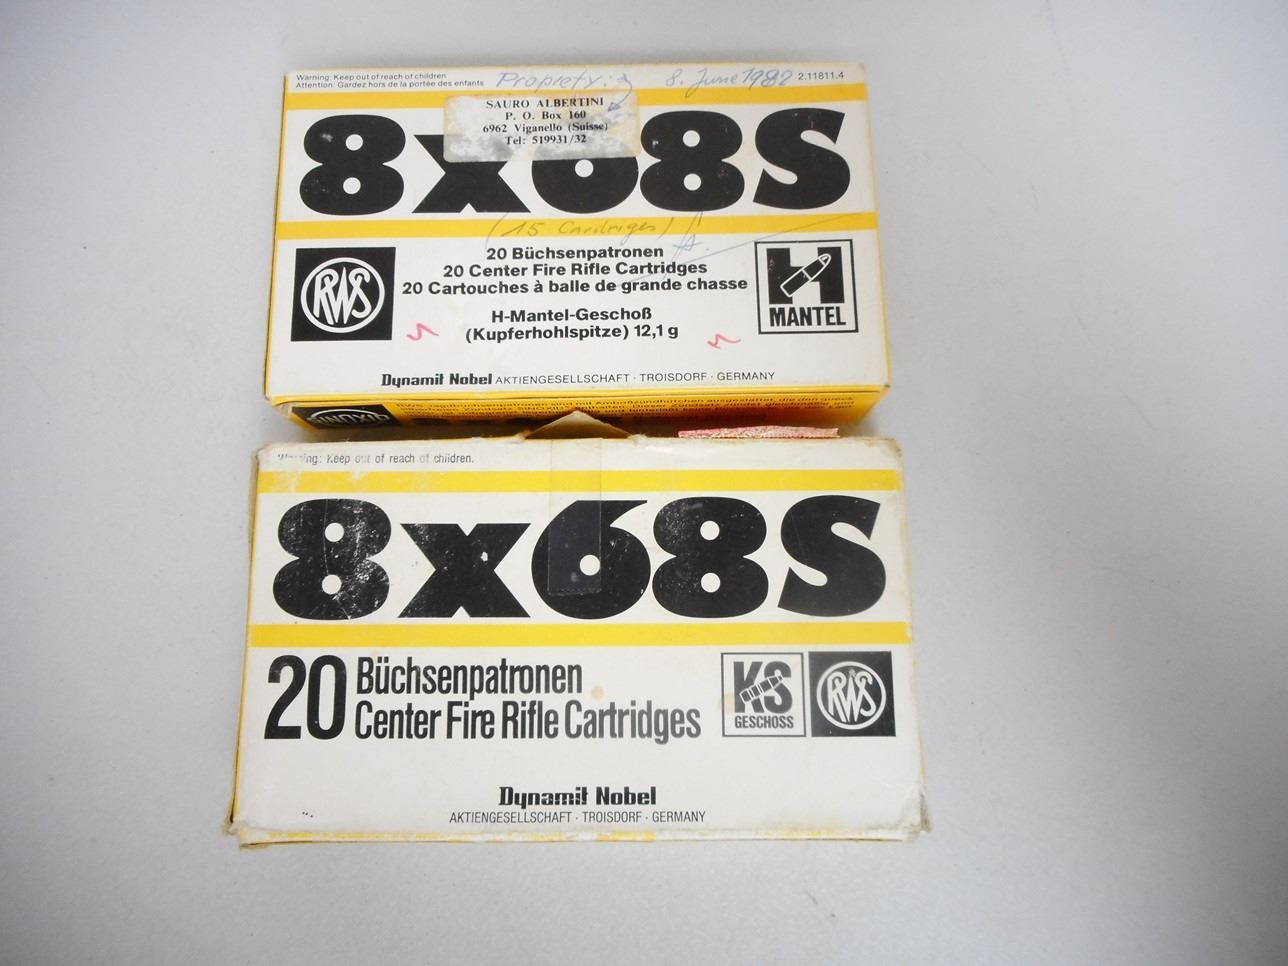 Warning: Keep out of reach of children
Attention: Gardez hors de la portée des enfants
Propriety:
8. June 1982
2.11811.4
SAURO ALBERTINI
P. O. Box 160
6962 Viganello (Suisse)
Tel: 519931/32
8x68S
(15 Cardriges)
20 Büchsenpatronen
20 Center Fire Rifle Cartridges
20 Cartouches à balle de grande chasse
H-Mantel-Geschoß
(Kupferhohlspitze) 12,1 g
RWS
H
MANTEL
Dynamit Nobel AKTIENGESELLSCHAFT · TROISDORF · GERMANY
SINOXID
Warning: Keep out of reach of children.
8x68S
20 Büchsenpatronen
Center Fire Rifle Cartridges
KS
GESCHOSS
RWS
Dynamit Nobel
AKTIENGESELLSCHAFT · TROISDORF · GERMANY